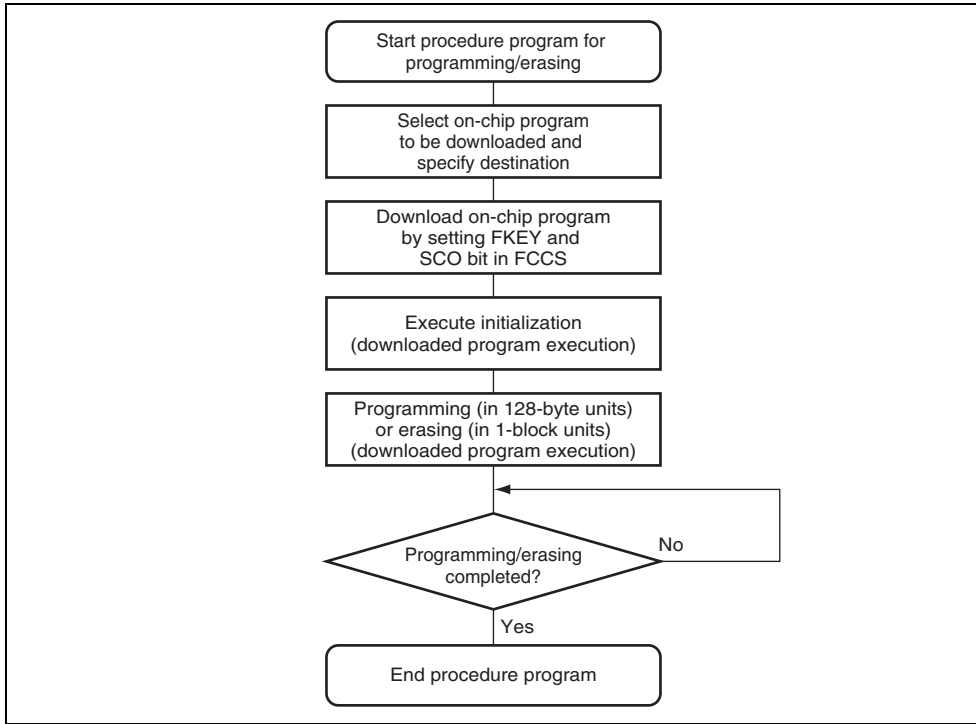 Start procedure program for
programming/erasing
Select on-chip program
to be downloaded and
specify destination
Download on-chip program
by setting FKEY and
SCO bit in FCCS
Execute initialization
(downloaded program execution)
Programming (in 128-byte units)
or erasing (in 1-block units)
(downloaded program execution)
Programming/erasing
completed?
No
Yes
End procedure program